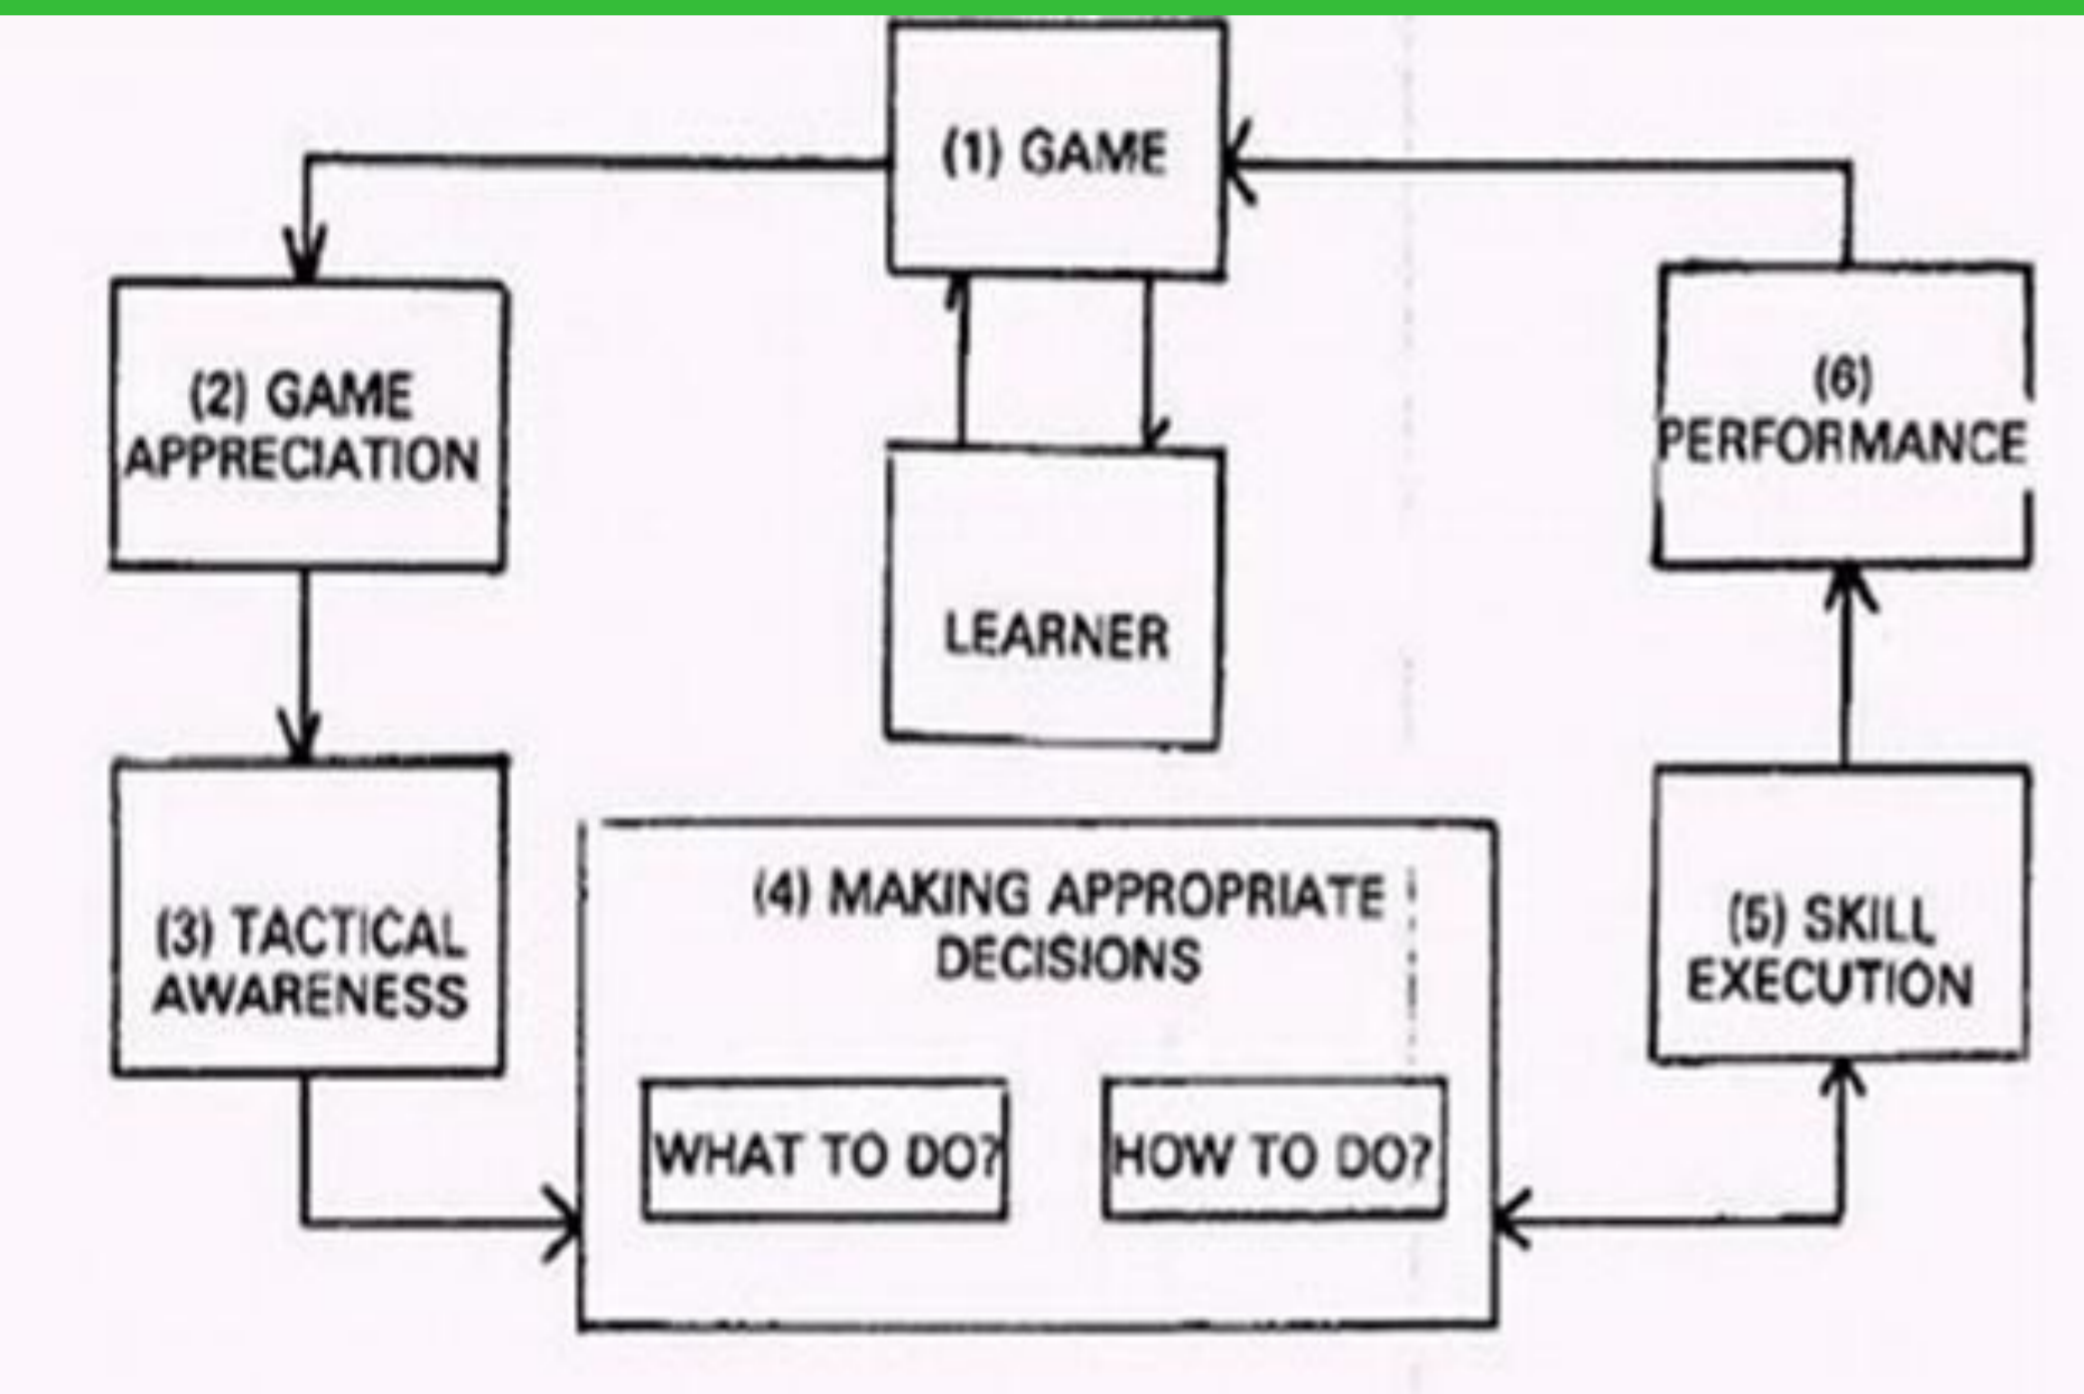 (1) GAME
(2) GAME
APPRECIATION
(6)
PERFORMANCE
LEARNER
(3) TACTICAL
AWARENESS
(4) MAKING APPROPRIATE
DECISIONS
WHAT TO DO?
HOW TO DO?
(5) SKILL
EXECUTION